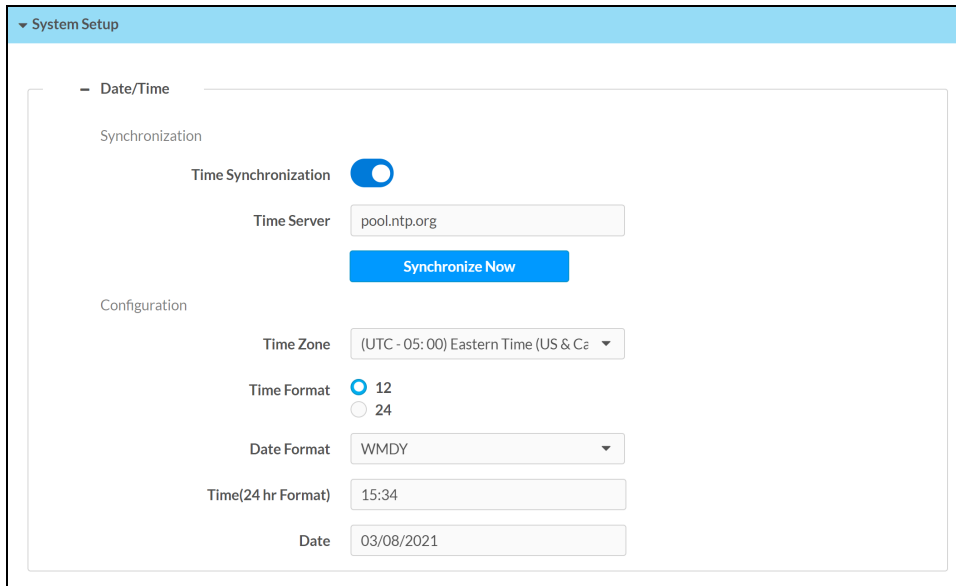 System Setup
Date/Time
Synchronization
Time Synchronization
Time Server pool.ntp.org
Synchronize Now
Configuration
Time Zone (UTC - 05: 00) Eastern Time (US & Ca
Time Format 12
24
Date Format WMDY
Time(24 hr Format) 15:34
Date 03/08/2021